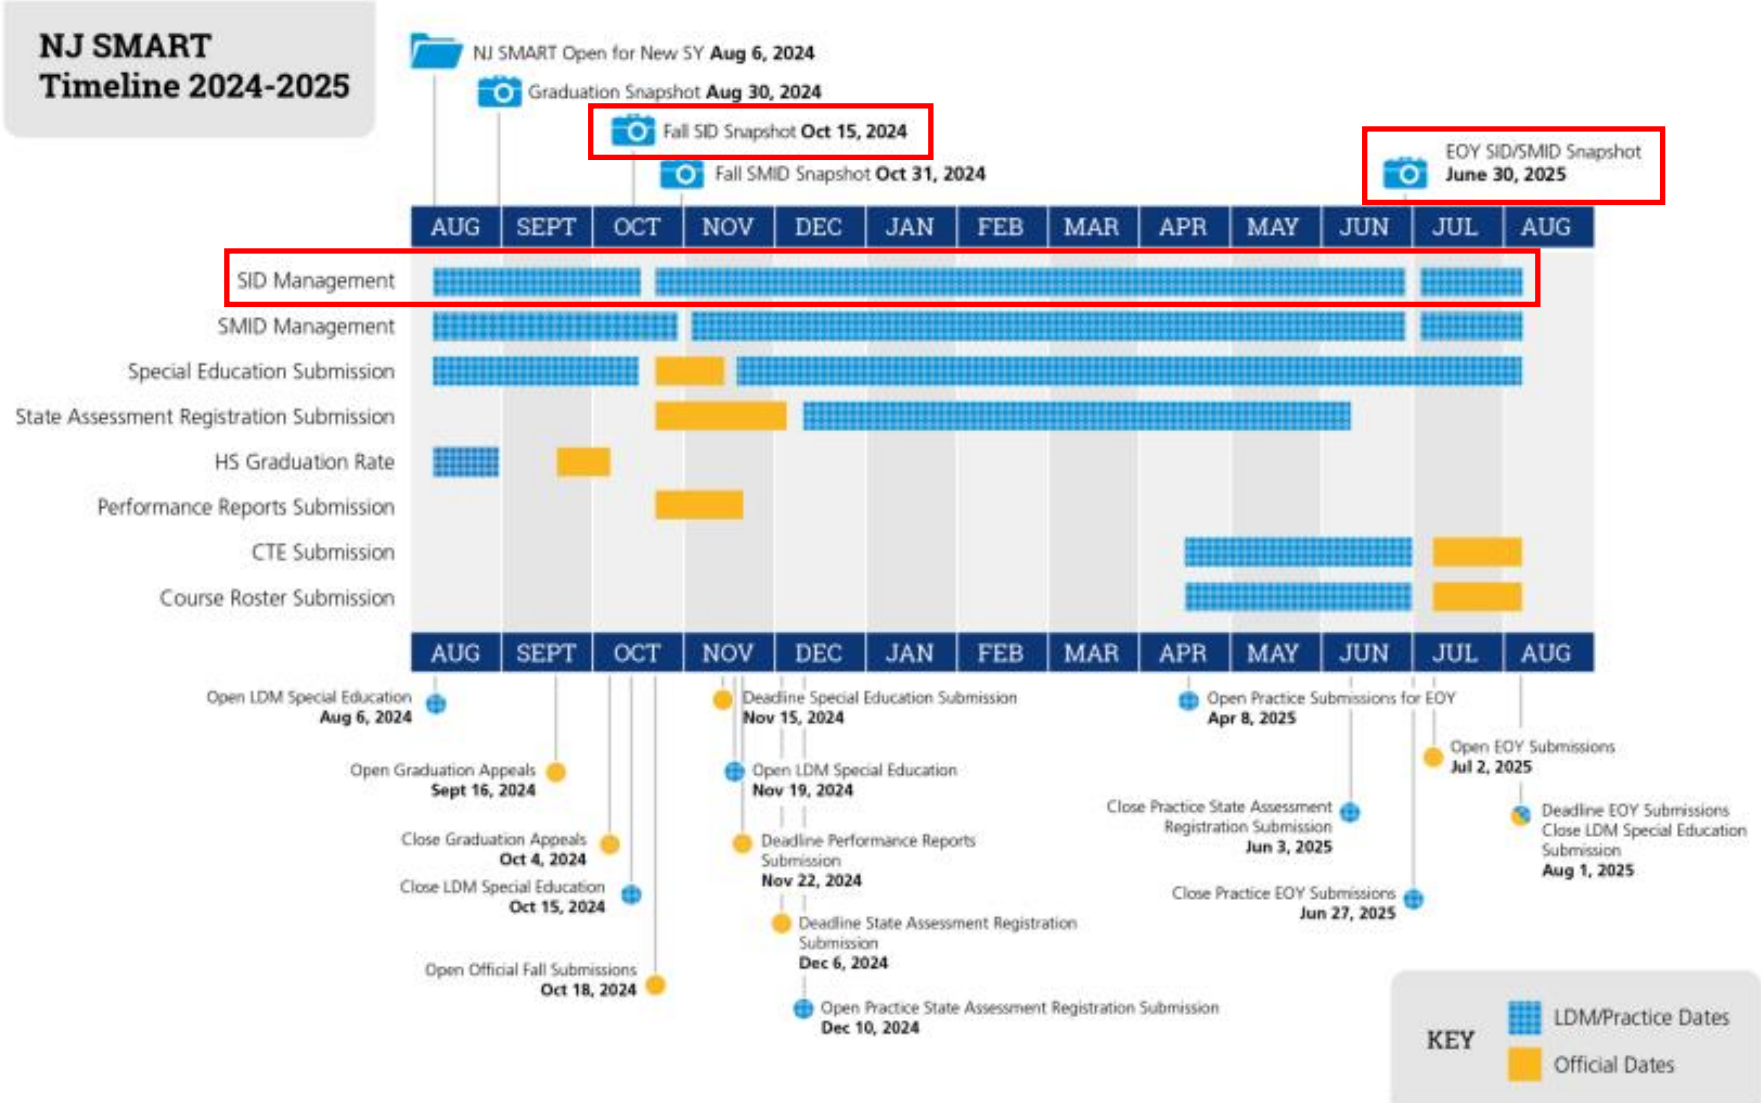 NJ SMART
Timeline 2024-2025
NJ SMART Open for New SY Aug 6, 2024
Graduation Snapshot Aug 30, 2024
Fall SID Snapshot Oct 15, 2024
Fall SMID Snapshot Oct 31, 2024
EOY SID/SMID Snapshot
June 30, 2025
AUG SEPT OCT NOV DEC JAN FEB MAR APR MAY JUN JUL AUG
SID Management
SMID Management
Special Education Submission
State Assessment Registration Submission
HS Graduation Rate
Performance Reports Submission
CTE Submission
Course Roster Submission
AUG SEPT OCT NOV DEC JAN FEB MAR APR MAY JUN JUL AUG
Open LDM Special Education
Aug 6, 2024
Open Graduation Appeals
Sept 16, 2024
Close Graduation Appeals
Oct 4, 2024
Close LDM Special Education
Oct 15, 2024
Open Official Fall Submissions
Oct 18, 2024
Deadline Special Education Submission
Nov 15, 2024
Open LDM Special Education
Nov 19, 2024
Deadline Performance Reports
Submission
Nov 22, 2024
Deadline State Assessment Registration
Submission
Dec 6, 2024
Open Practice State Assessment Registration Submission
Dec 10, 2024
Open Practice Submissions for EOY
Apr 8, 2025
Close Practice State Assessment
Registration Submission
Jun 3, 2025
Close Practice EOY Submissions
Jun 27, 2025
Open EOY Submissions
Jul 2, 2025
Deadline EOY Submissions
Close LDM Special Education
Submission
Aug 1, 2025
KEY
LDM/Practice Dates
Official Dates